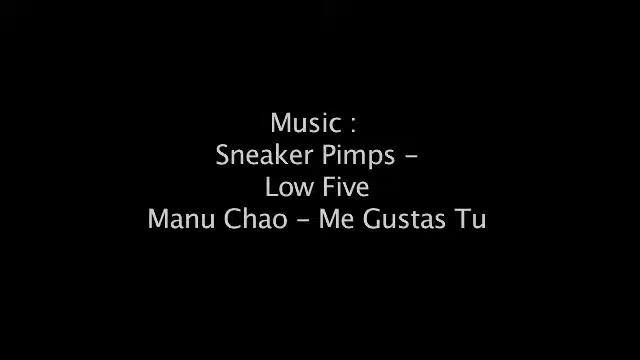 Music :
Sneaker Pimps -
Low Five
Manu Chao - Me Gustas Tu